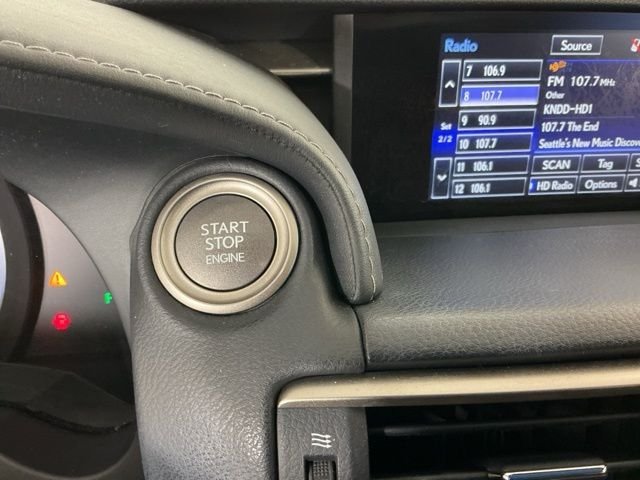 Radio
Source
7 106.9
8 107.7
9 90.9
10 107.7
11 106.1
12 106.1
Set
2/2
FM 107.7 MHz
Other
KNDD-HD1
107.7 The End
Seattle's New Music Discov
SCAN
Tag
HD Radio
Options
START
STOP
ENGINE